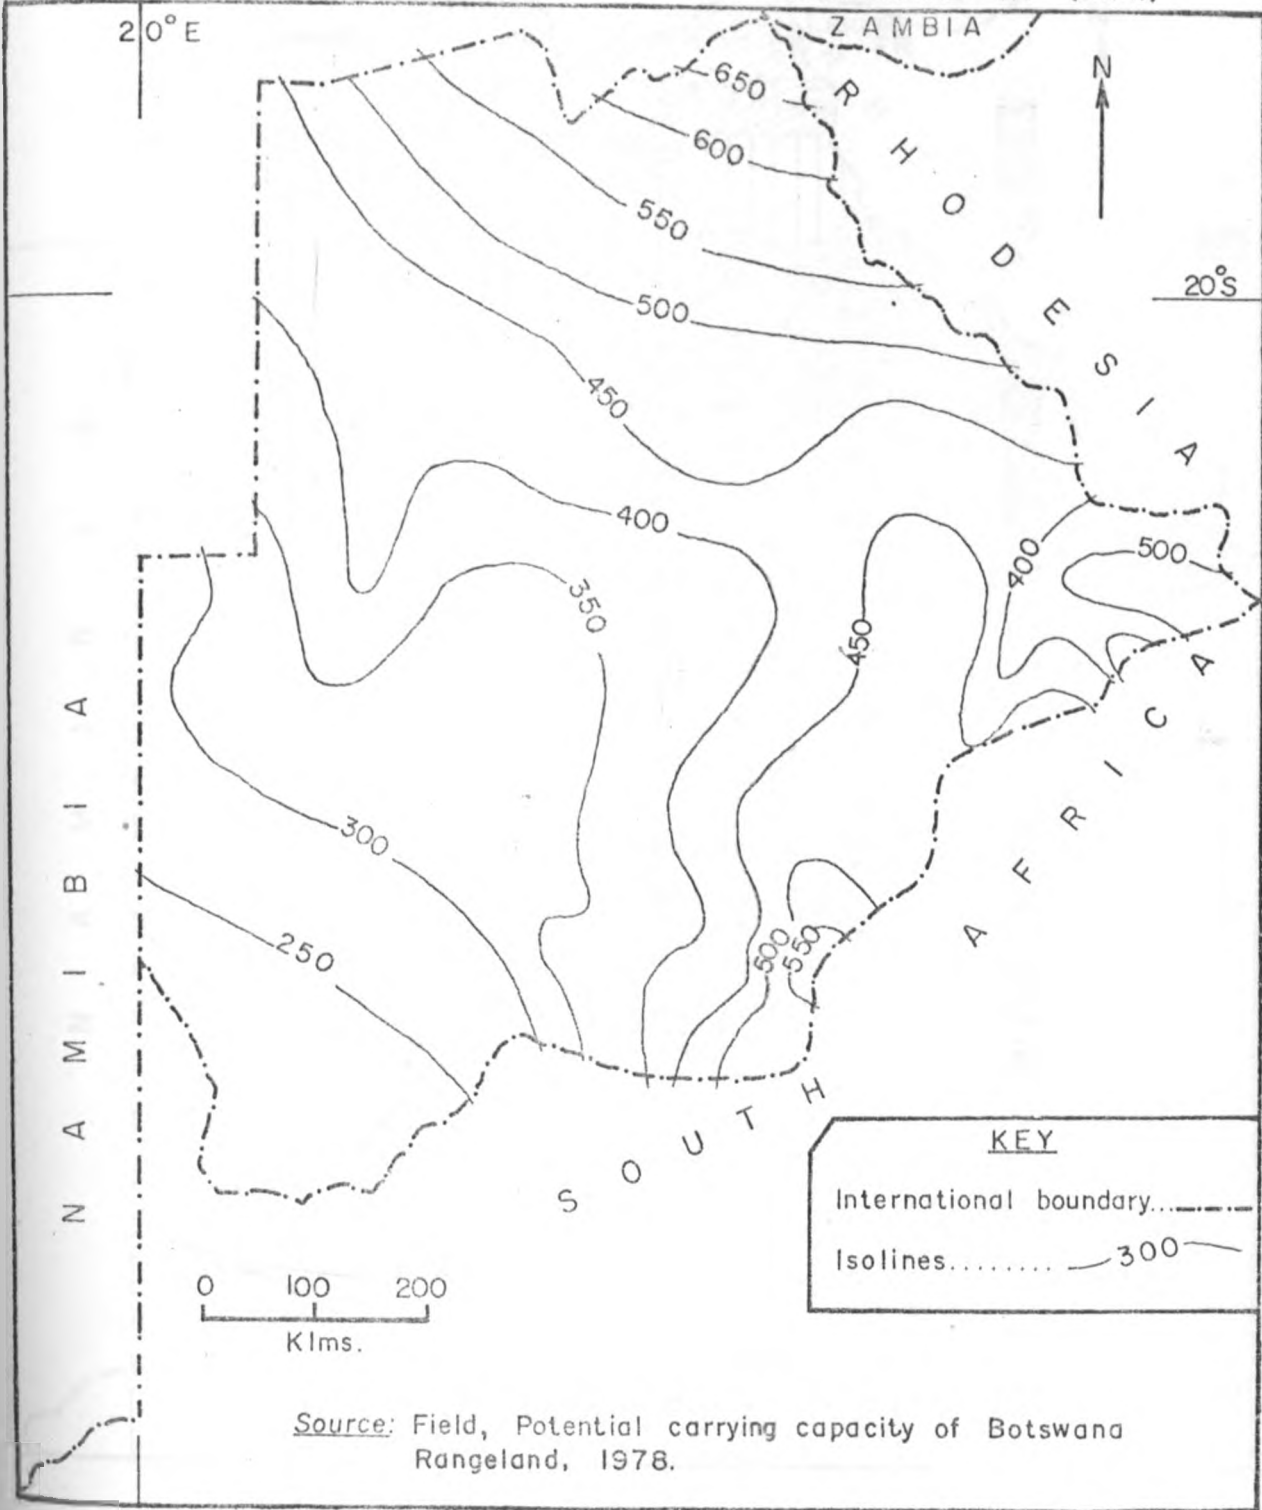 20°E
ZAMBIA
N
RHODESIA
650
600
550
20°S
500
450
400
400
500
350
450
NAMIBIA
300
250
500
550
SOUTH AFRICA
KEY
International boundary...
Isolines........ 300
0 100 200
Klms.
Source: Field, Potential carrying capacity of Botswana
Rangeland, 1978.